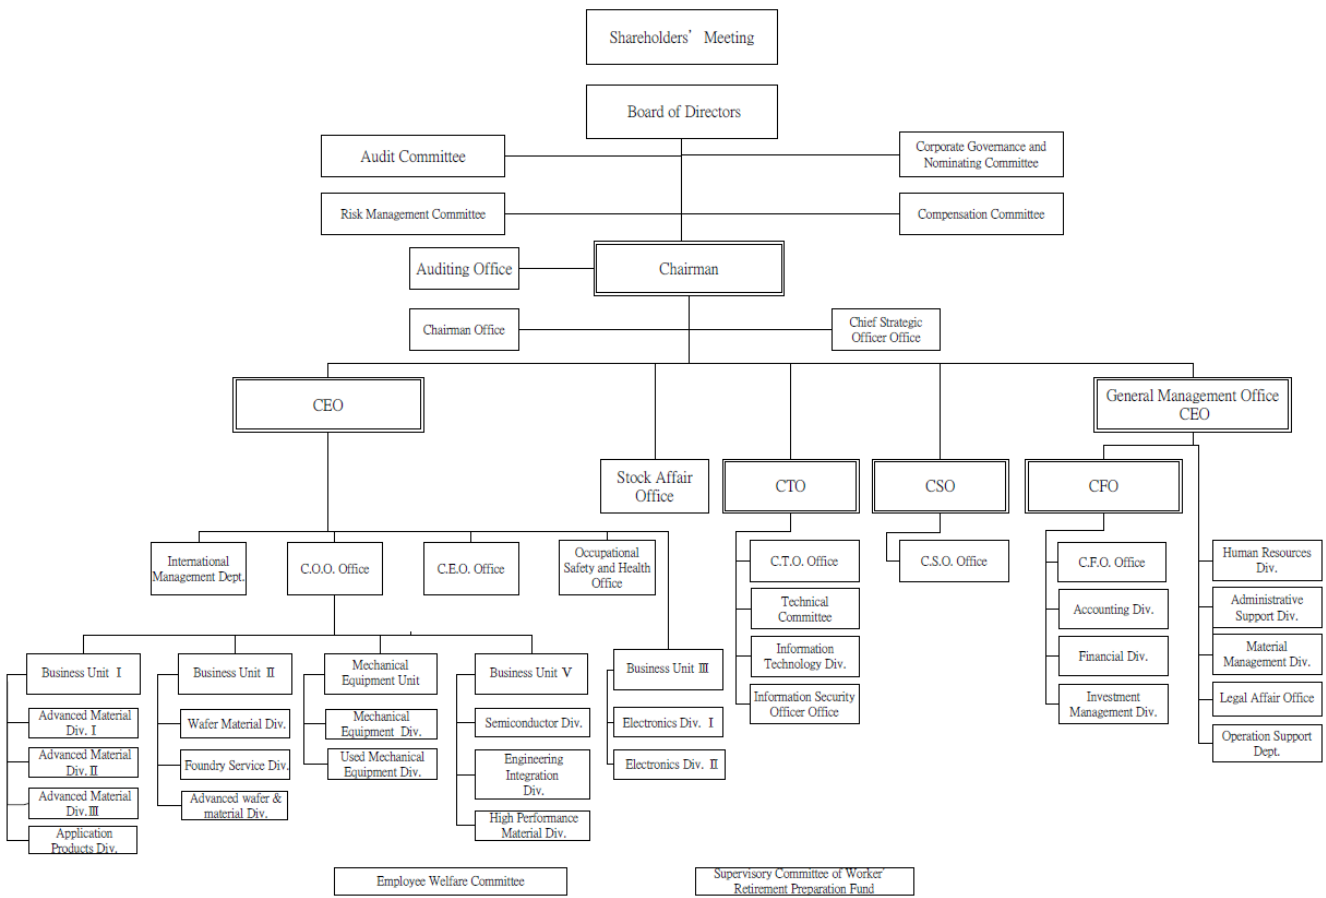 Shareholders’ Meeting
Board of Directors
Audit Committee
Corporate Governance and
Nominating Committee
Risk Management Committee
Compensation Committee
Auditing Office
Chairman
Chairman Office
Chief Strategic
Officer Office
CEO
General Management Office
CEO
Stock Affair
Office
CTO
CSO
CFO
International
Management Dept.
C.O.O. Office
C.E.O. Office
Occupational
Safety and Health
Office
C.T.O. Office
Technical
Committee
Information
Technology Div.
Information Security
Officer Office
C.S.O. Office
C.F.O. Office
Accounting Div.
Financial Div.
Investment
Management Div.
Human Resources
Div.
Administrative
Support Div.
Material
Management Div.
Legal Affair Office
Operation Support
Dept.
Business Unit Ⅰ
Advanced Material
Div.Ⅰ
Advanced Material
Div.Ⅱ
Advanced Material
Div.Ⅲ
Application
Products Div.
Business Unit Ⅱ
Wafer Material Div.
Foundry Service Div.
Advanced wafer &
material Div.
Mechanical
Equipment Unit
Mechanical
Equipment Div.
Used Mechanical
Equipment Div.
Business Unit Ⅴ
Semiconductor Div.
Engineering
Integration
Div.
High Performance
Material Div.
Business Unit Ⅲ
Electronics Div. Ⅰ
Electronics Div. Ⅱ
Employee Welfare Committee
Supervisory Committee of Worker’
Retirement Preparation Fund